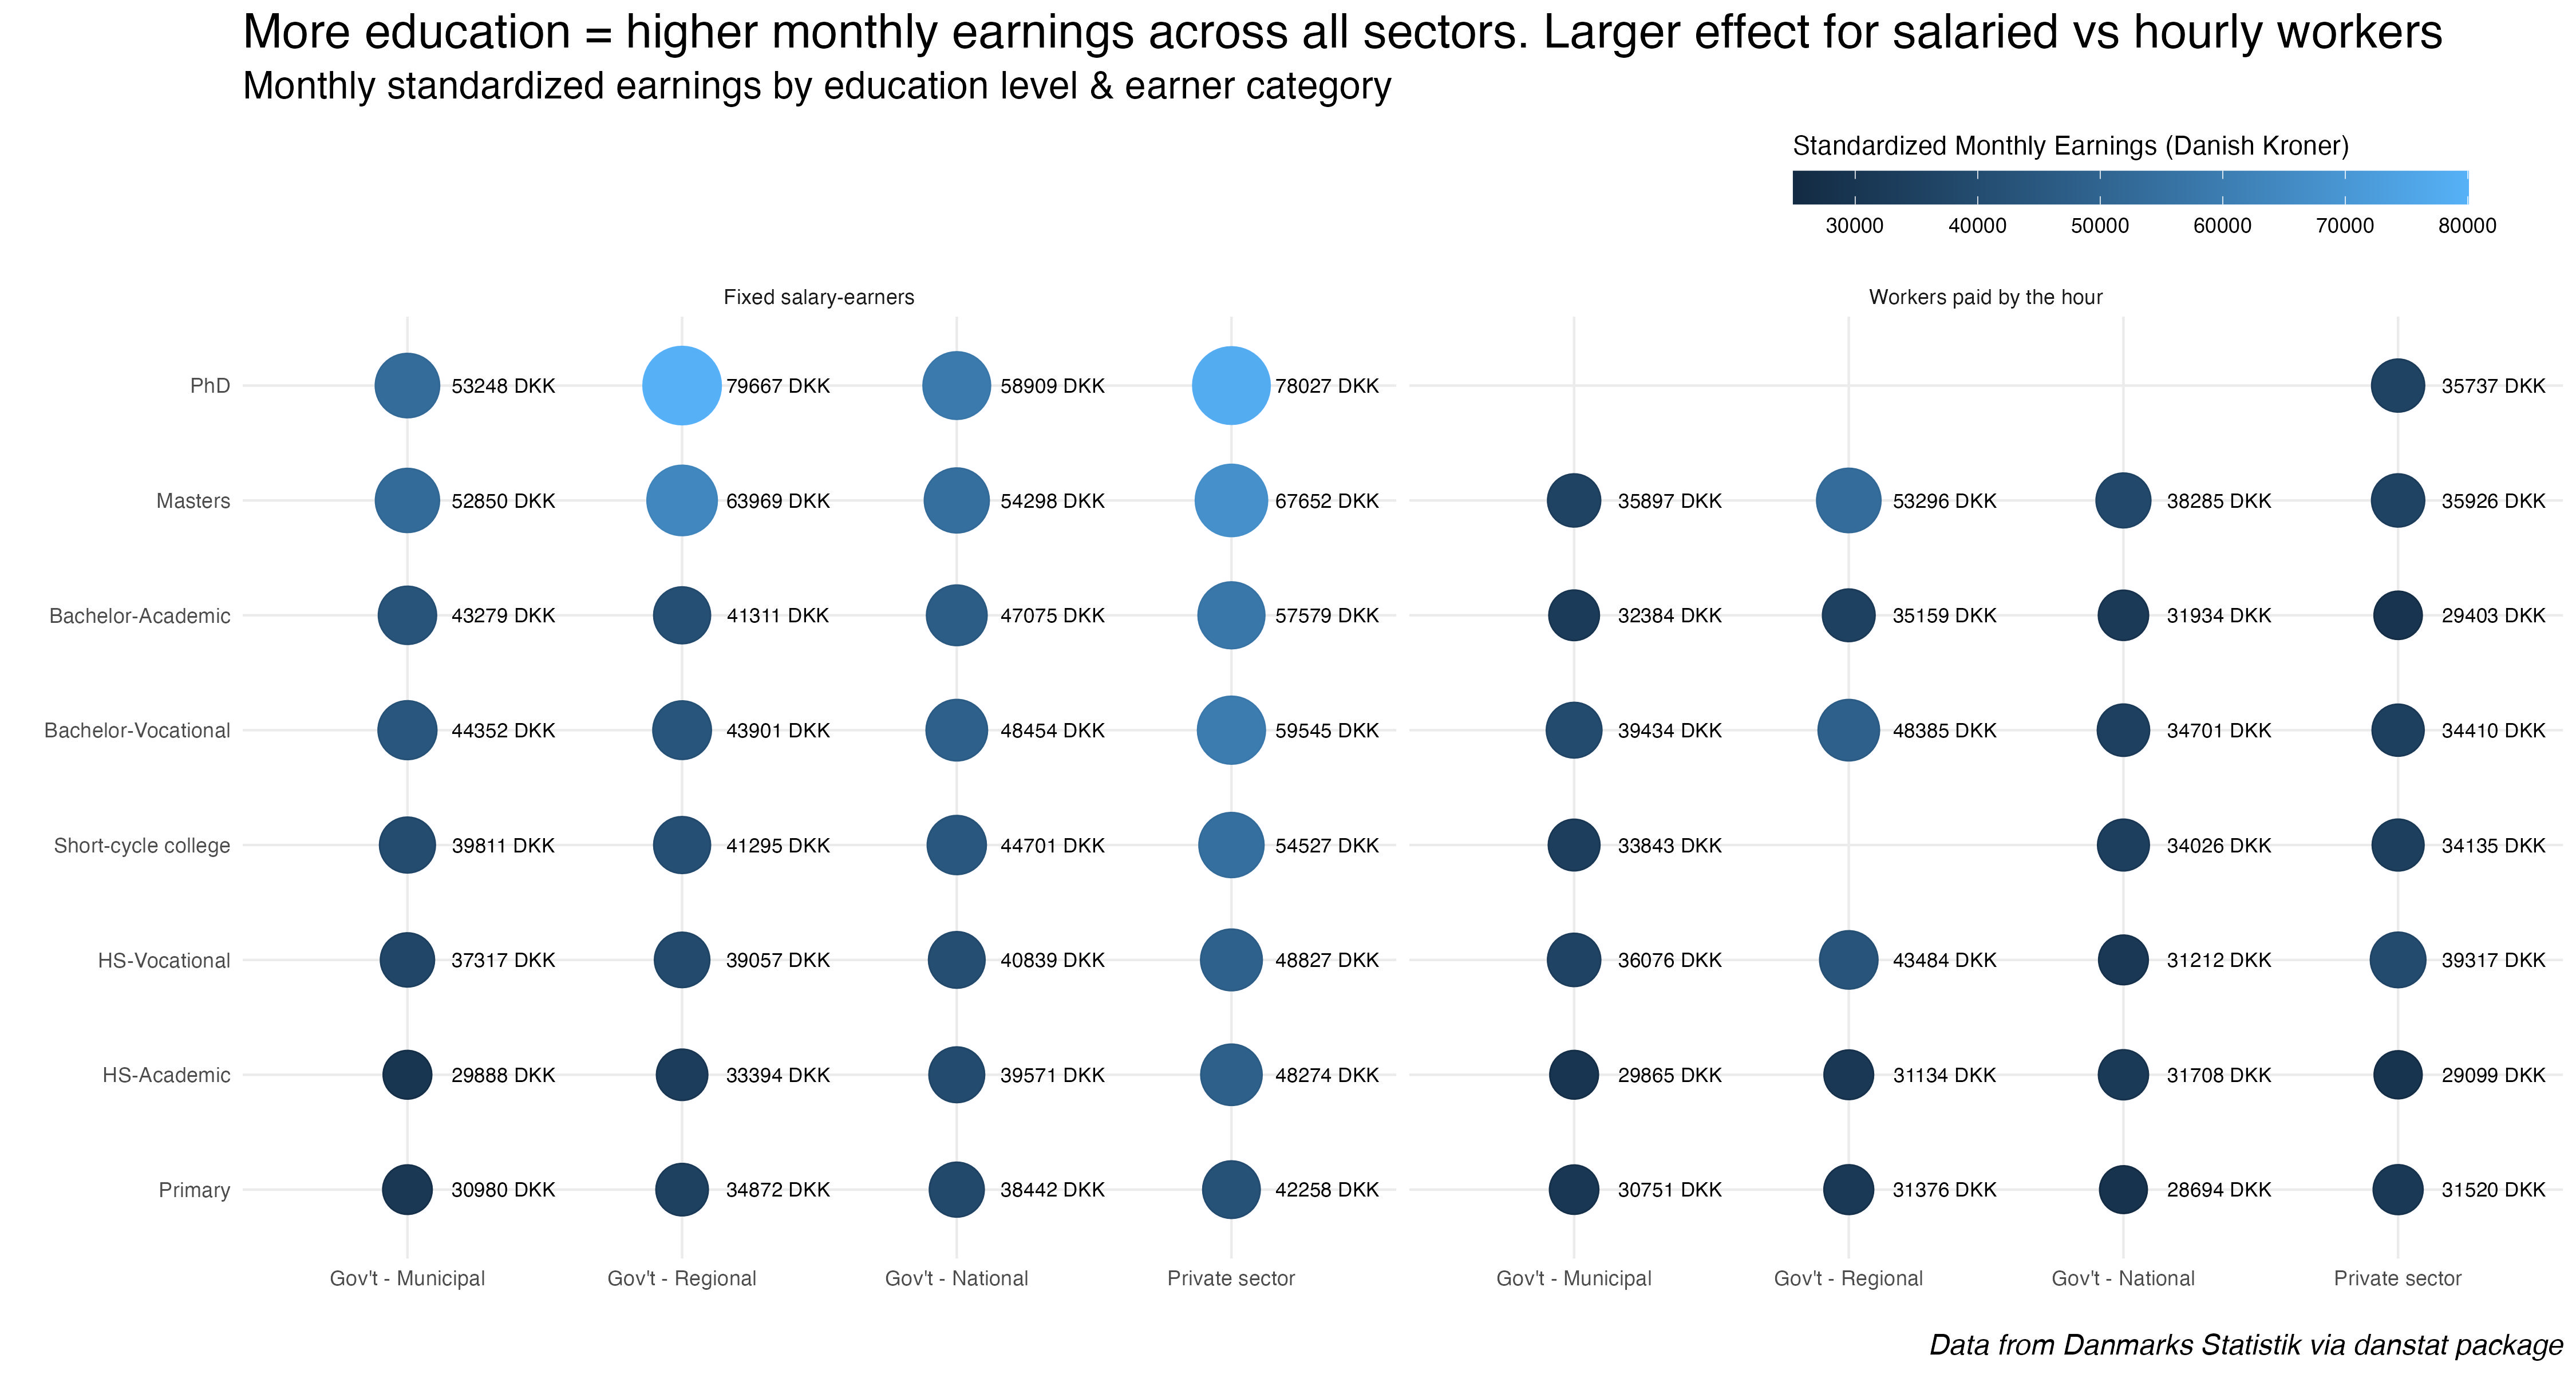 More education = higher monthly earnings across all sectors. Larger effect for salaried vs hourly workers
Monthly standardized earnings by education level & earner category
Standardized Monthly Earnings (Danish Kroner)
30000 40000 50000 60000 70000 80000
Fixed salary-earners Workers paid by the hour
PhD 53248 DKK 79667 DKK 58909 DKK 78027 DKK 35737 DKK
Masters 52850 DKK 63969 DKK 54298 DKK 67652 DKK 35897 DKK 53296 DKK 38285 DKK 35926 DKK
Bachelor-Academic 43279 DKK 41311 DKK 47075 DKK 57579 DKK 32384 DKK 35159 DKK 31934 DKK 29403 DKK
Bachelor-Vocational 44352 DKK 43901 DKK 48454 DKK 59545 DKK 39434 DKK 48385 DKK 34701 DKK 34410 DKK
Short-cycle college 39811 DKK 41295 DKK 44701 DKK 54527 DKK 33843 DKK 34026 DKK 34135 DKK
HS-Vocational 37317 DKK 39057 DKK 40839 DKK 48827 DKK 36076 DKK 43484 DKK 31212 DKK 39317 DKK
HS-Academic 29888 DKK 33394 DKK 39571 DKK 48274 DKK 29865 DKK 31134 DKK 31708 DKK 29099 DKK
Primary 30980 DKK 34872 DKK 38442 DKK 42258 DKK 30751 DKK 31376 DKK 28694 DKK 31520 DKK
Gov't - Municipal Gov't - Regional Gov't - National Private sector Gov't - Municipal Gov't - Regional Gov't - National Private sector
Data from Danmarks Statistik via danstat package